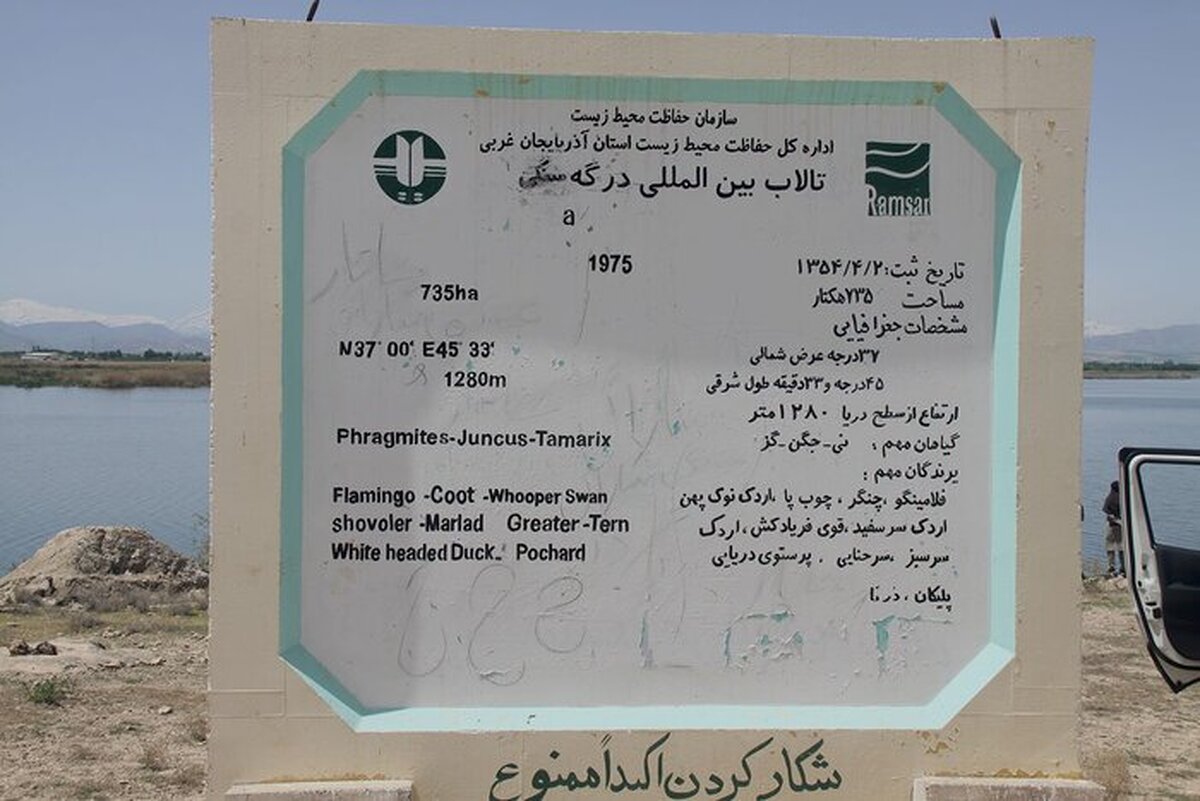 سازمان حفاظت محیط زیست
اداره کل حفاظت محیط زیست استان آذربایجان غربی
تالاب بین المللی درگه سنگی
Ramsar
a
1975
تاریخ ثبت: ۱۳۵۴/۴/۲
735ha
مساحت ۷۳۵هکتار
مشخصات جغرافیایی
N37° 00' E45° 33'
۳۷درجه عرض شمالی
1280m
۴۵درجه و۳۳دقیقه طول شرقی
ارتفاع از سطح دریا ۱۲۸۰متر
Phragmites-Juncus-Tamarix
گیاهان مهم : نی-جگن-گز
پرندگان مهم :
Flamingo -Coot -Whooper Swan
فلامینگو ،چنگر ، چوب پا ،اردک نوک پهن
shovoler -Marlad Greater-Tern
اردک سرسفید ،قوی فریادکش ،اردک
White headed Duck.. Pochard
سرسبز ،سرحنایی ، پرستوی دریایی
پلیکان ، درنا
شکار کردن اکیداً ممنوع